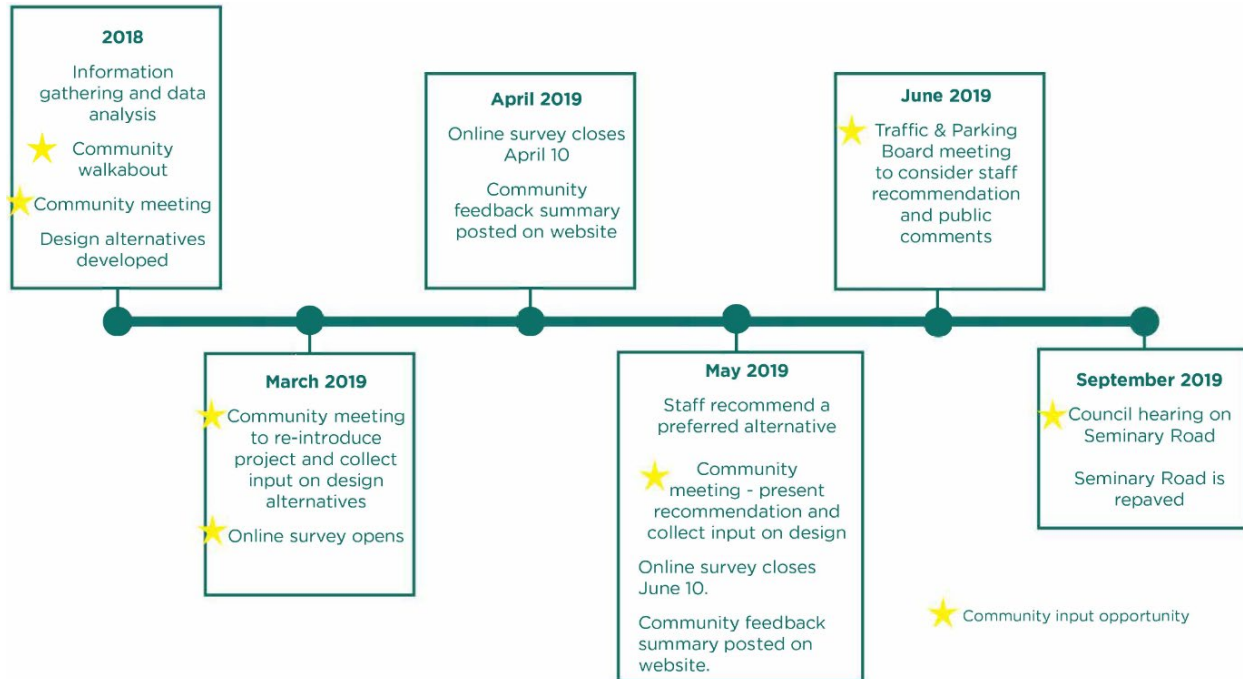 2018
Information
gathering and data
analysis
Community
walkabout
Community meeting
Design alternatives
developed
March 2019
Community meeting
to re-introduce
project and collect
input on design
alternatives
Online survey opens
April 2019
Online survey closes
April 10
Community
feedback summary
posted on website
May 2019
Staff recommend a
preferred alternative
Community
meeting - present
recommendation and
collect input on design
Online survey closes
June 10.
Community feedback
summary posted on
website.
June 2019
Traffic & Parking
Board meeting
to consider staff
recommendation
and public
comments
September 2019
Council hearing on
Seminary Road
Seminary Road is
repaved
Community input opportunity